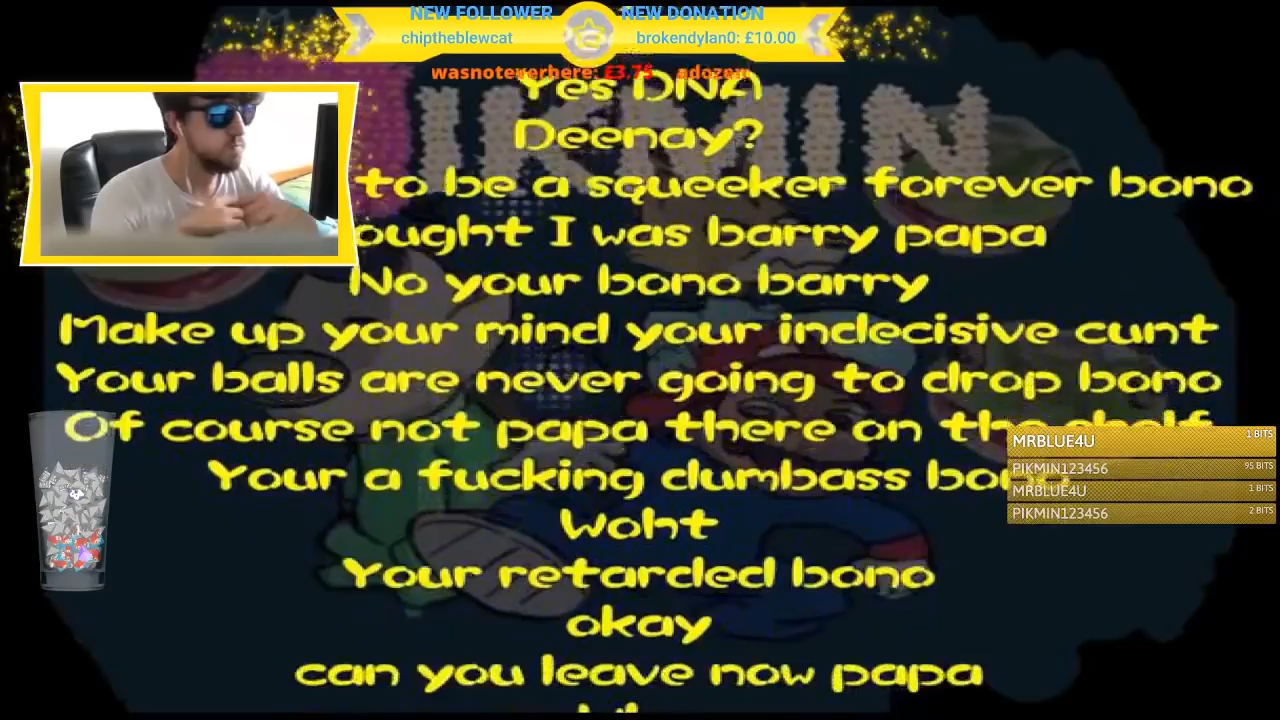 NEW FOLLOWER
NEW DONATION
chiptheblewcat
brokendylan0: £10.00
wasnoteverhere: £3.75
adozen
PIKMIN
Yes DNA
Deenay?
to be a squeeker forever bono
ought I was barry papa
No your bono barry
Make up your mind your indecisive cunt
Your balls are never going to drop bono
Of course not papa there on the shelf
Your a fucking dumbass
Woht
Your retarded bono
okay
can you leave now papa
MRBLUE4U 1 BITS
PIKMIN123456 95 BITS
MRBLUE4U 1 BITS
PIKMIN123456 2 BITS